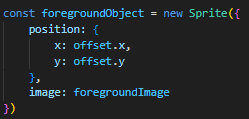 const foregroundObject = new Sprite({
    position: {
        x: offset.x,
        y: offset.y
    },
    image: foregroundImage
})